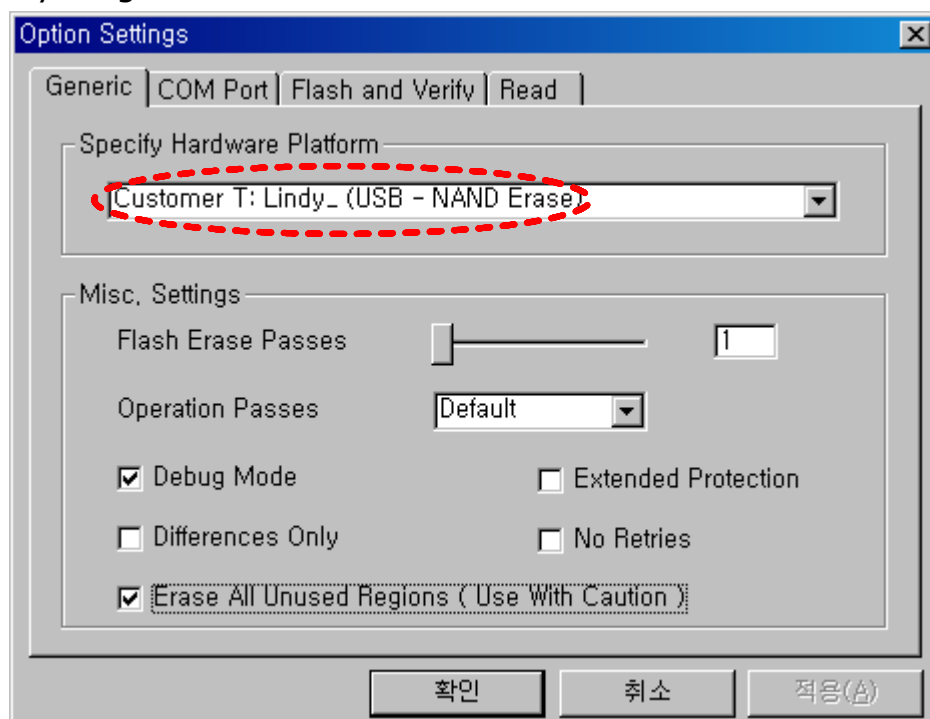 Option Settings
Generic COM Port Flash and Verify Read
Specify Hardware Platform
Customer T: Lindy_ (USB - NAND Erase)
Misc. Settings
Flash Erase Passes 1
Operation Passes Default
Debug Mode Extended Protection
Differences Only No Retries
Erase All Unused Regions ( Use With Caution )
확인 취소 적용(A)